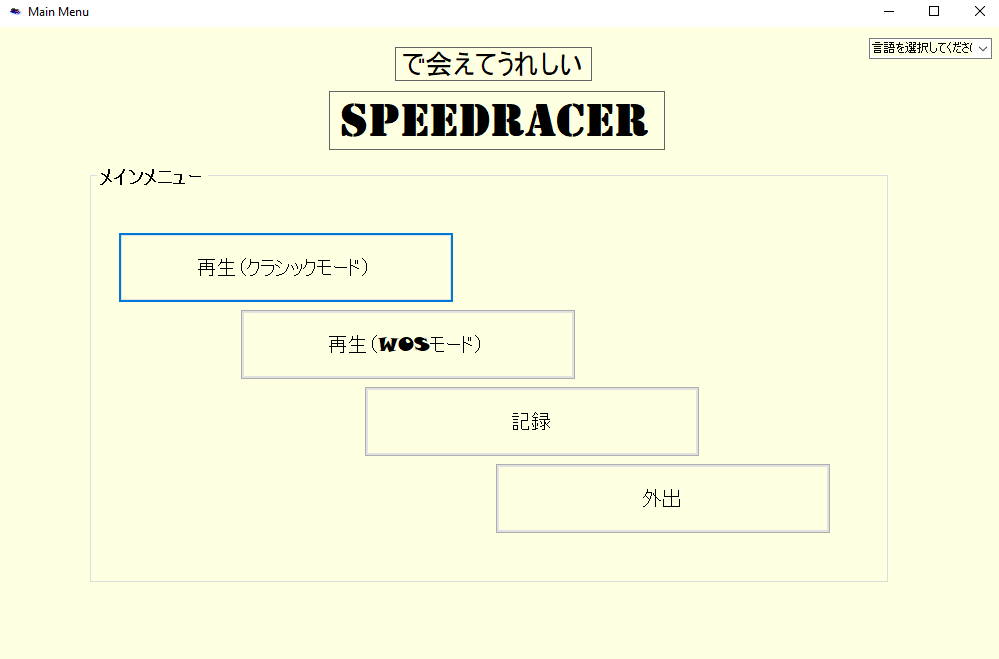 Main Menu
言語を選択してくださ
で会えてうれしい
SPEEDRACER
メインメニュー
再生（クラシックモード）
再生（WOSモード）
記録
外出